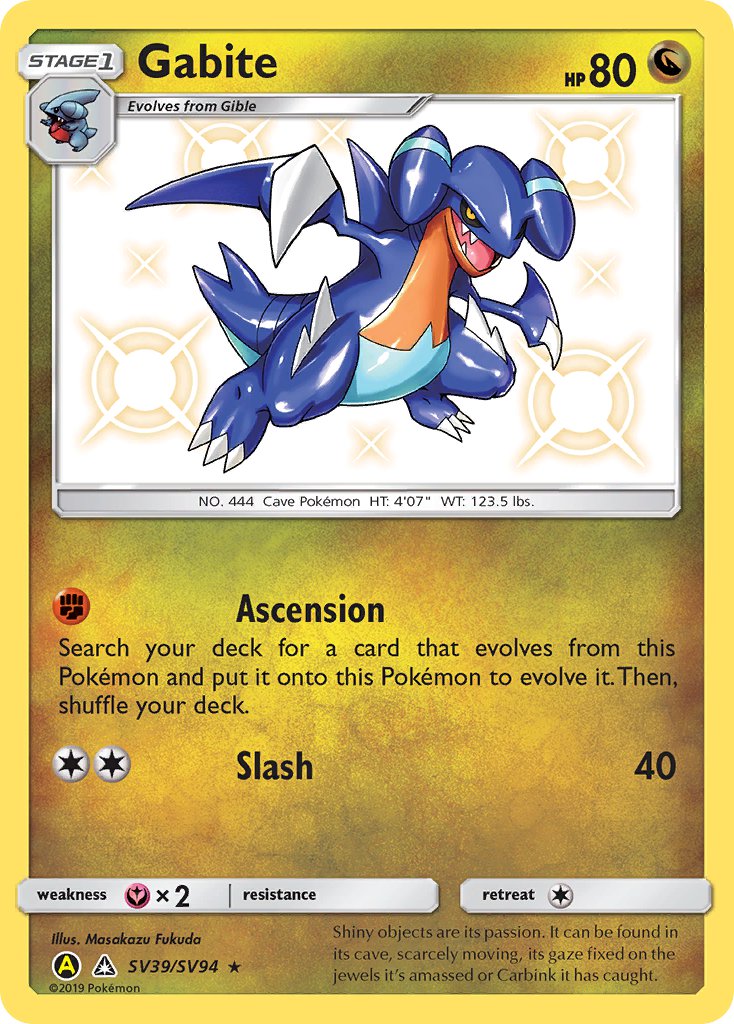 STAGE1
Gabite
HP 80
Evolves from Gible
NO. 444 Cave Pokémon HT: 4'07" WT: 123.5 lbs.
Ascension
Search your deck for a card that evolves from this
Pokémon and put it onto this Pokémon to evolve it. Then,
shuffle your deck.
Slash 40
weakness × 2 resistance retreat
Illus. Masakazu Fukuda
A SV39/SV94 ★
©2019 Pokémon
Shiny objects are its passion. It can be found in
its cave, scarcely moving, its gaze fixed on the
jewels it's amassed or Carbink it has caught.